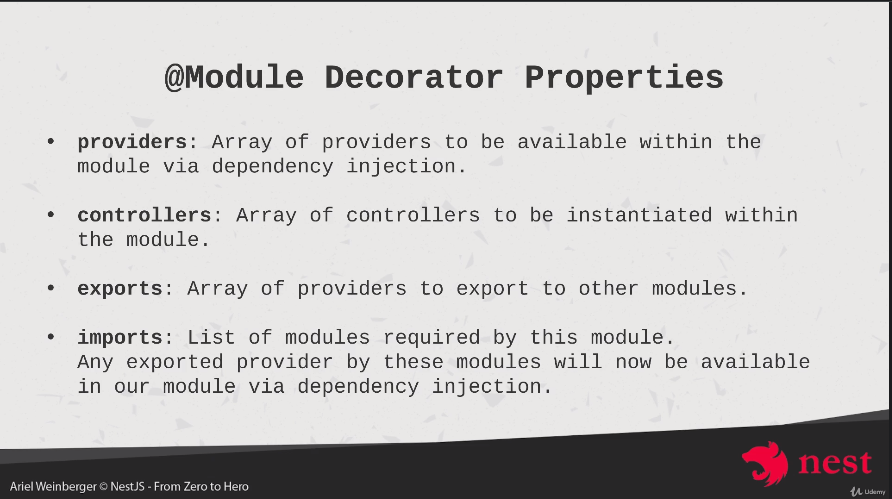 @Module Decorator Properties
• providers: Array of providers to be available within the
module via dependency injection.
• controllers: Array of controllers to be instantiated within
the module.
• exports: Array of providers to export to other modules.
• imports: List of modules required by this module.
Any exported provider by these modules will now be available
in our module via dependency injection.
nest
Ariel Weinberger © NestJS - From Zero to Hero
Udemy